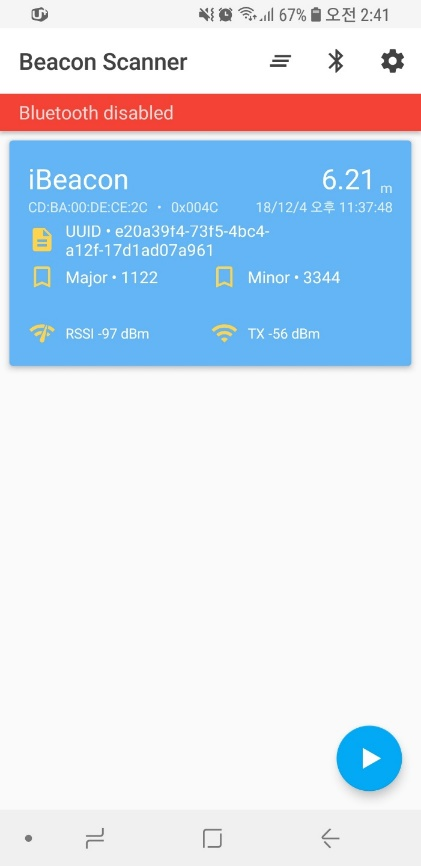 67% 오전 2:41
Beacon Scanner
Bluetooth disabled
iBeacon 6.21 m
CD:BA:00:DE:CE:2C • 0x004C 18/12/4 오후 11:37:48
UUID • e20a39f4-73f5-4bc4-
a12f-17d1ad07a961
Major • 1122 Minor • 3344
RSSI -97 dBm TX -56 dBm